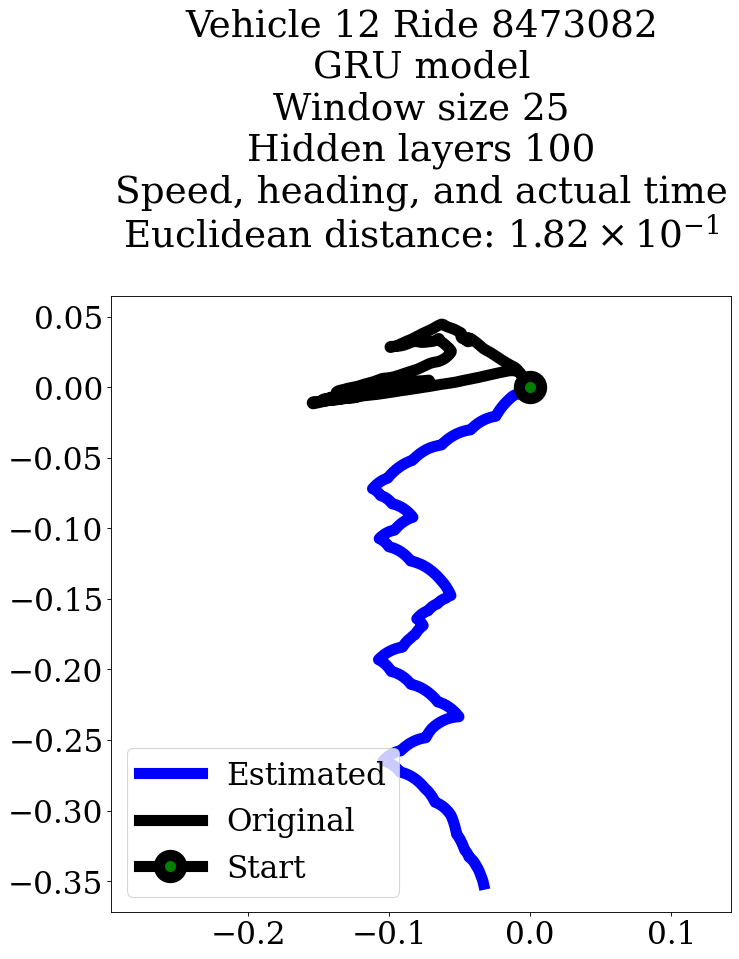 Vehicle 12 Ride 8473082
GRU model
Window size 25
Hidden layers 100
Speed, heading, and actual time
Euclidean distance: 1.82 × 10⁻¹
0.05
0.00
−0.05
−0.10
−0.15
−0.20
−0.25
−0.30
−0.35
Estimated
Original
Start
−0.2 −0.1 0.0 0.1